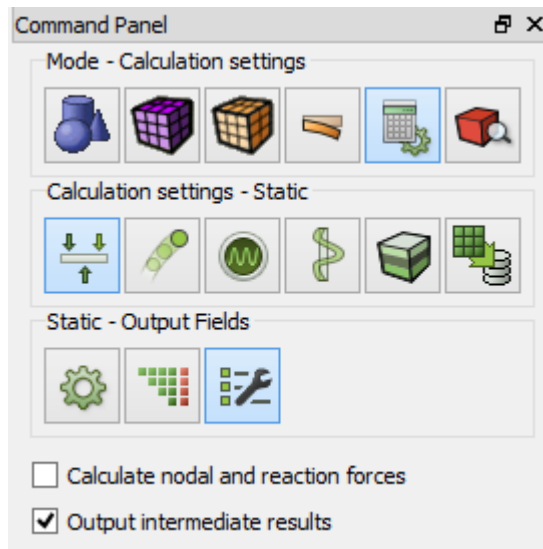 Command Panel
Mode - Calculation settings
Calculation settings - Static
Static - Output Fields
Calculate nodal and reaction forces
Output intermediate results